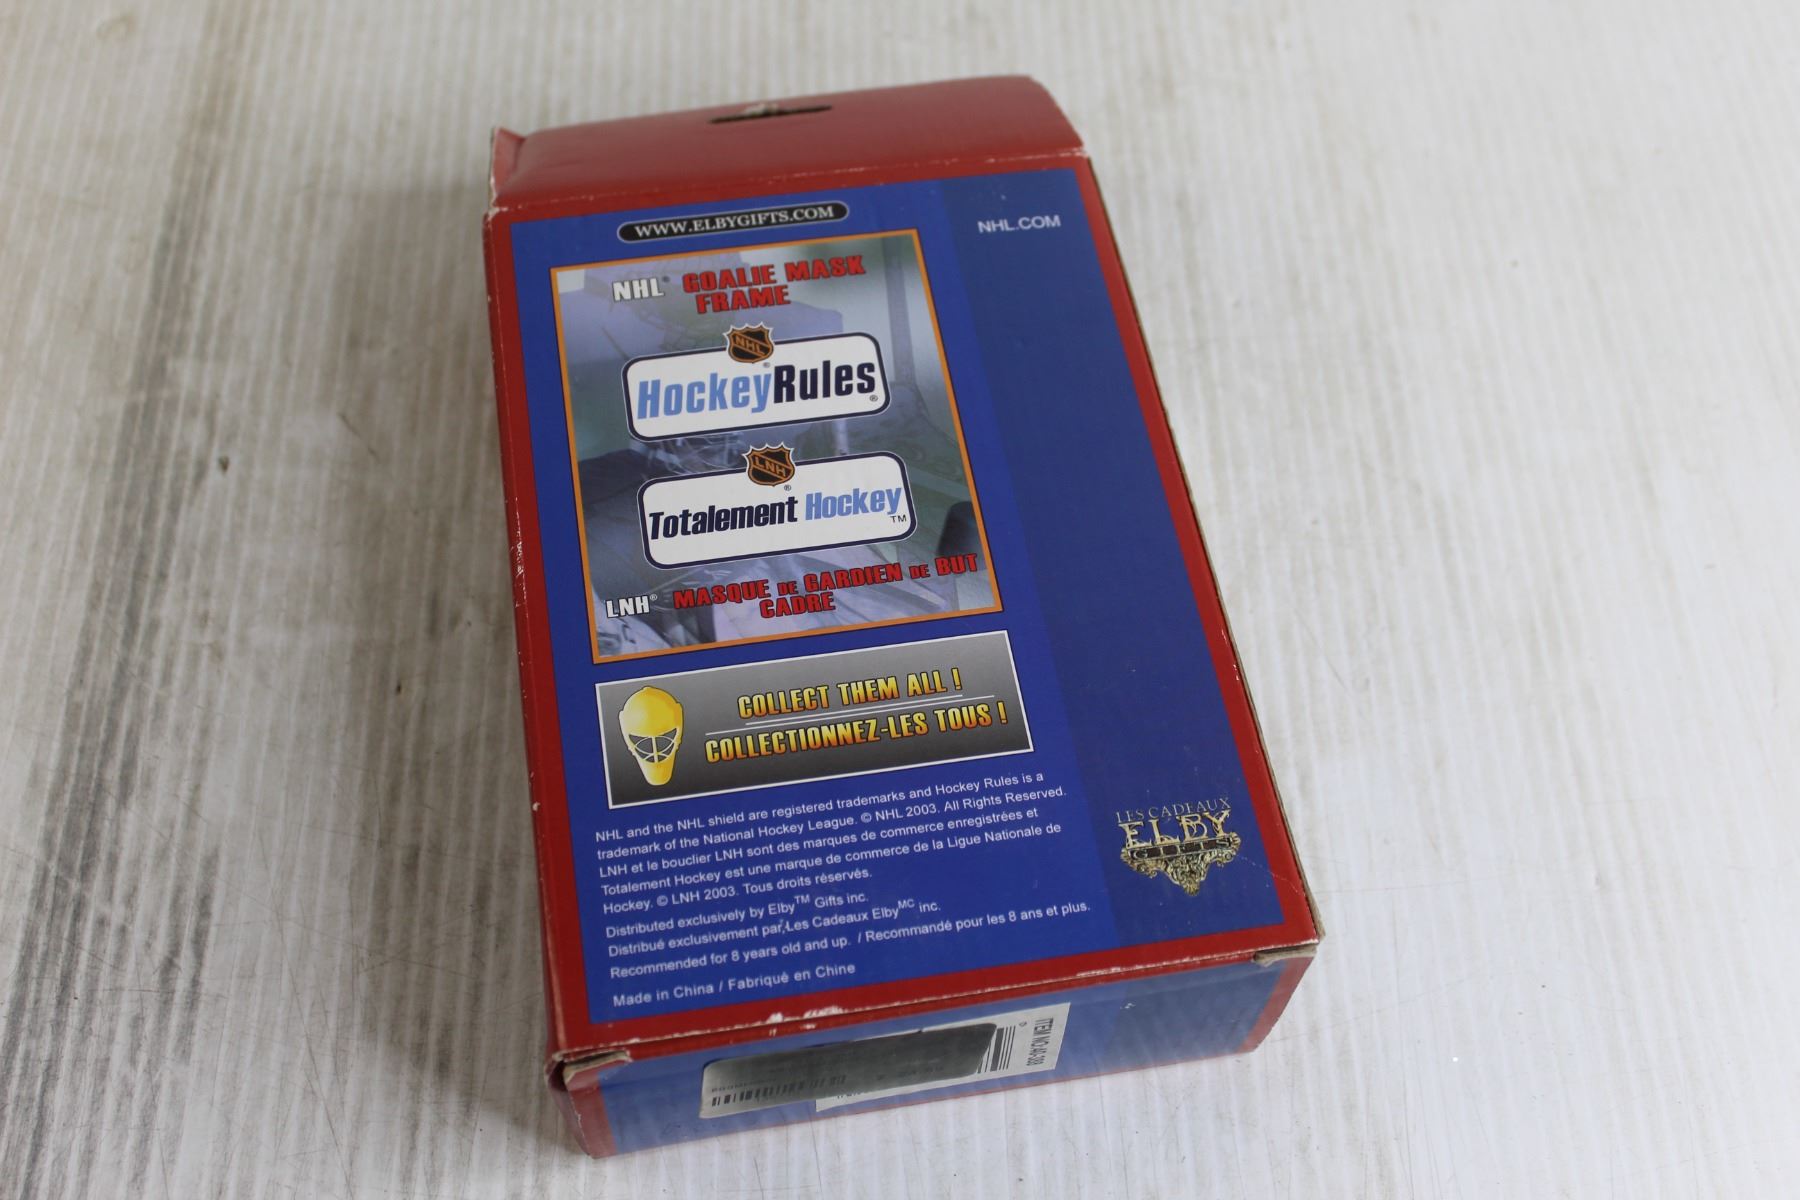 WWW.ELBYGIFTS.COM
NHL.COM
NHL® GOALIE MASK
FRAME
NHL
®
HockeyRules
®
LNH
®
Totalement Hockey
TM
LNH® MASQUE DE GARDIEN DE BUT
CADRE
COLLECT THEM ALL !
COLLECTIONNEZ-LES TOUS !
NHL and the NHL shield are registered trademarks and Hockey Rules is a
trademark of the National Hockey League. © NHL 2003. All Rights Reserved.
LNH et le bouclier LNH sont des marques de commerce enregistrées et
Totalement Hockey est une marque de commerce de la Ligue Nationale de
Hockey. © LNH 2003. Tous droits réservés.
Distributed exclusively by Elby™ Gifts inc.
Distribué exclusivement par Les Cadeaux Elby MC inc.
Recommended for 8 years old and up. / Recommandé pour les 8 ans et plus.
Made in China / Fabriqué en Chine
LES CADEAUX
ELBY
GIFTS
ITEM NO: